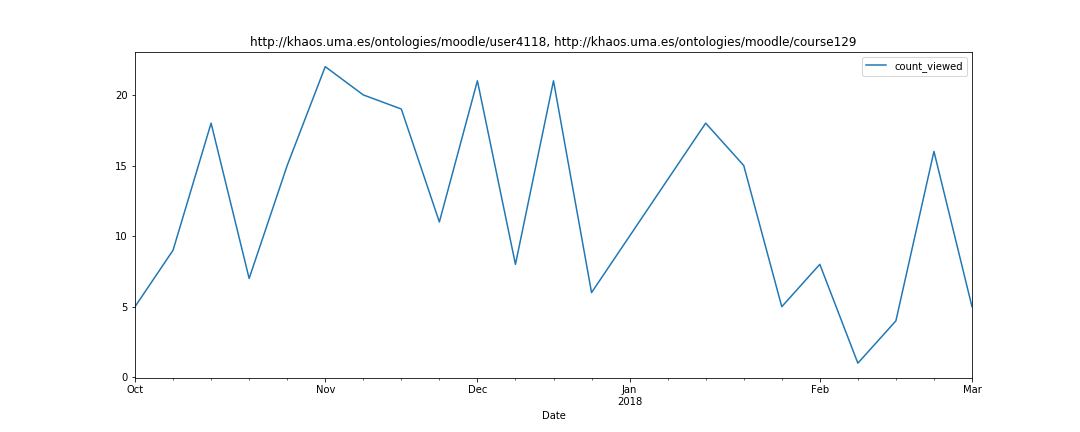 http://khaos.uma.es/ontologies/moodle/user4118, http://khaos.uma.es/ontologies/moodle/course129
count_viewed
20
15
10
5
0
Oct Nov Dec Jan Feb Mar
2018
Date